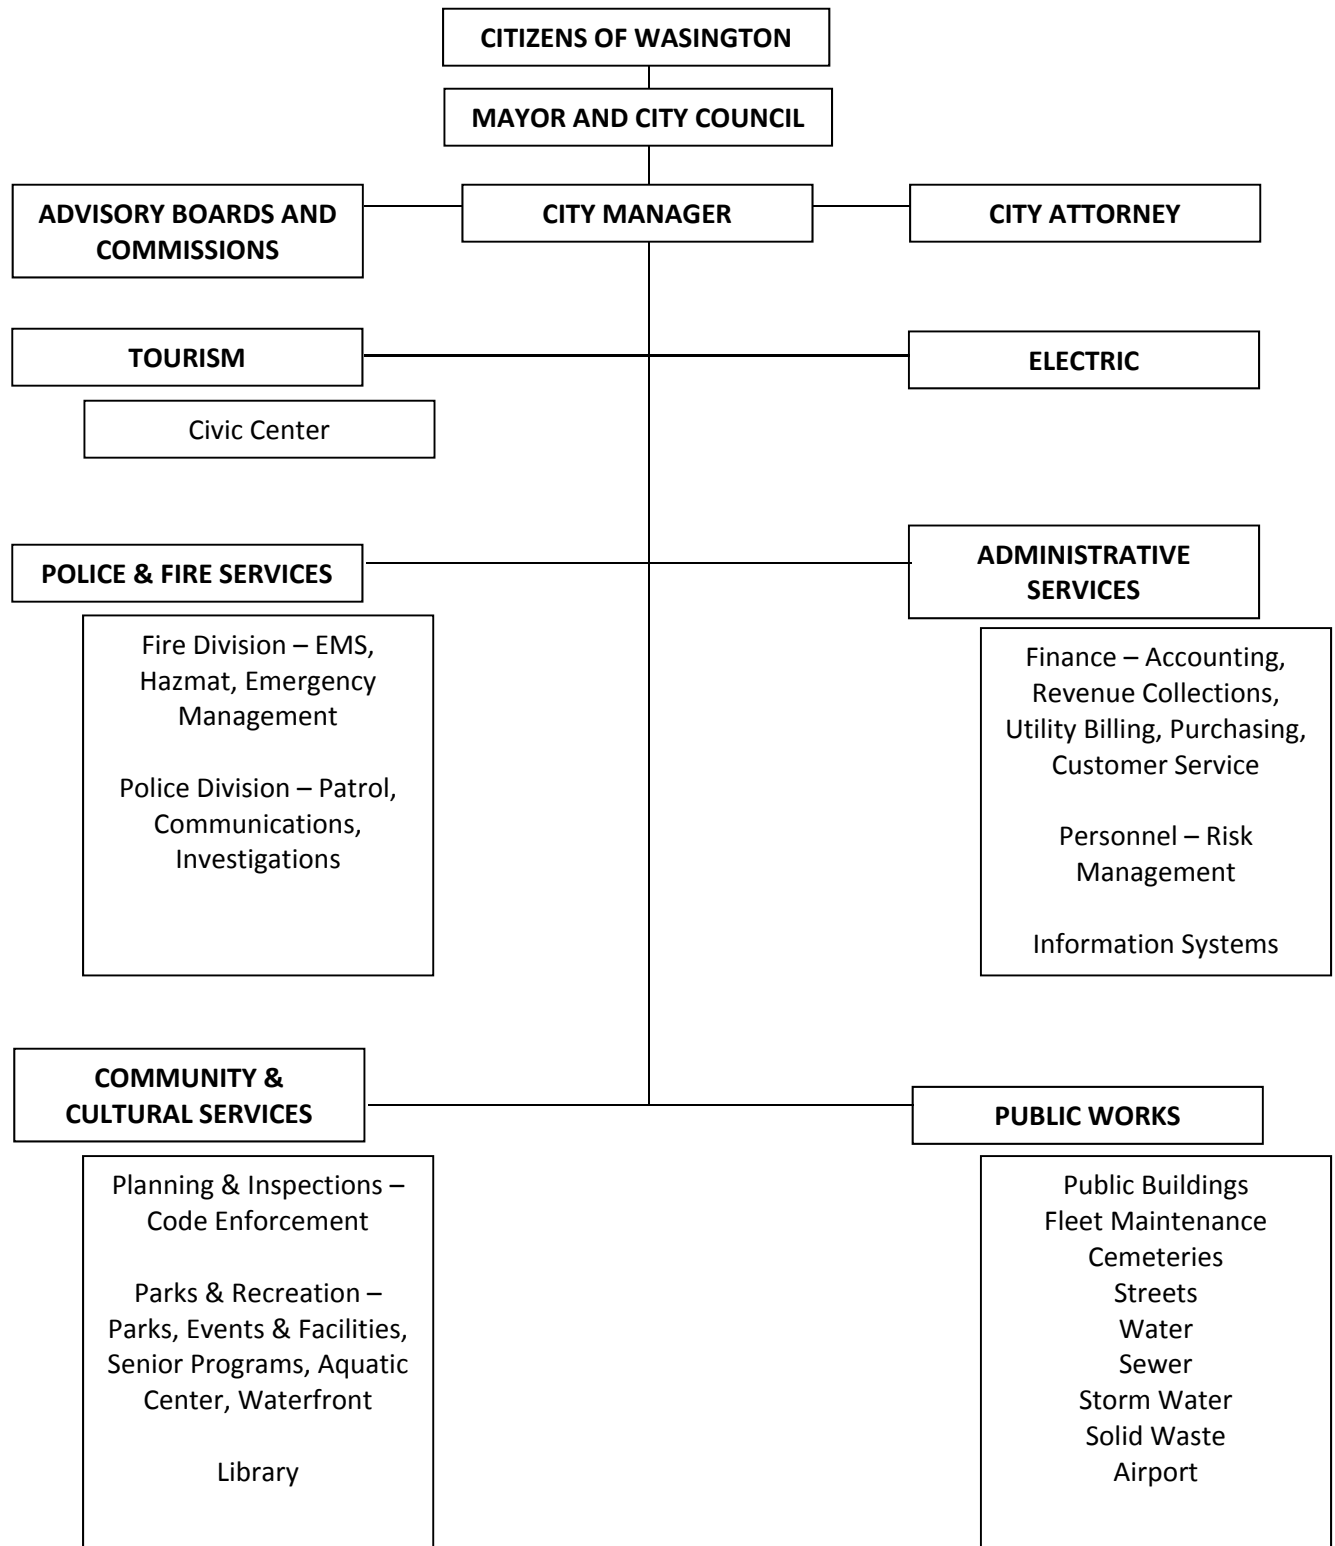 CITIZENS OF WASINGTON
MAYOR AND CITY COUNCIL
ADVISORY BOARDS AND
COMMISSIONS
CITY MANAGER
CITY ATTORNEY
TOURISM
ELECTRIC
Civic Center
POLICE & FIRE SERVICES
ADMINISTRATIVE
SERVICES
Fire Division – EMS,
Hazmat, Emergency
Management
Police Division – Patrol,
Communications,
Investigations
Finance – Accounting,
Revenue Collections,
Utility Billing, Purchasing,
Customer Service
Personnel – Risk
Management
Information Systems
COMMUNITY &
CULTURAL SERVICES
PUBLIC WORKS
Planning & Inspections –
Code Enforcement
Parks & Recreation –
Parks, Events & Facilities,
Senior Programs, Aquatic
Center, Waterfront
Library
Public Buildings
Fleet Maintenance
Cemeteries
Streets
Water
Sewer
Storm Water
Solid Waste
Airport